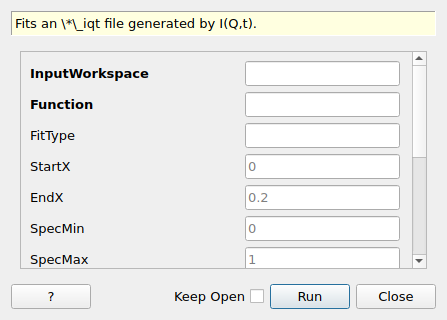 Fits an \*\_iqt file generated by I(Q,t).
InputWorkspace
Function
FitType
StartX 0
EndX 0.2
SpecMin 0
SpecMax 1
? Keep Open Run Close